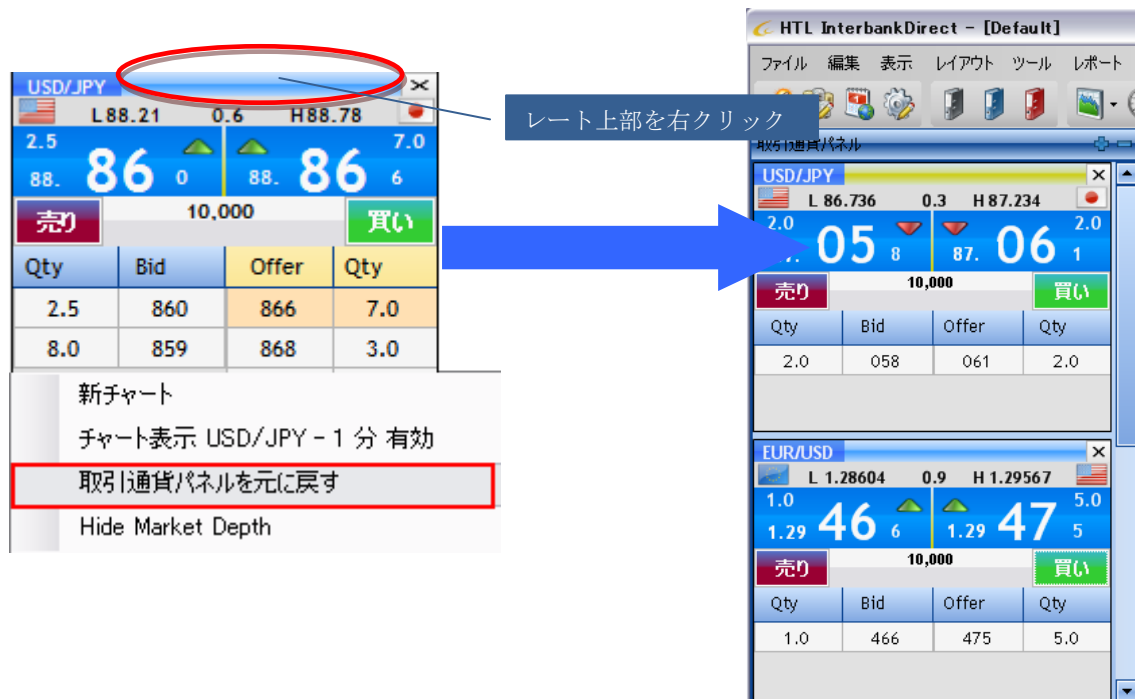 USD/JPY
L88.21 0.6 H88.78
2.5 7.0
88. 86 0 88. 86 6
売り 10,000 買い
Qty Bid Offer Qty
2.5 860 866 7.0
8.0 859 868 3.0
新チャート
チャート表示 USD/JPY - 1 分 有効
取引通貨パネルを元に戻す
Hide Market Depth
レート上部を右クリック
HTL InterbankDirect - [Default]
ファイル 編集 表示 レイアウト ツール レポート
取引通貨パネル
USD/JPY
L 86.736 0.3 H 87.234
2.0 2.0
05 8 87. 06 1
売り 10,000 買い
Qty Bid Offer Qty
2.0 058 061 2.0
EUR/USD
L 1.28604 0.9 H 1.29567
1.0 5.0
1.29 46 6 1.29 47 5
売り 10,000 買い
Qty Bid Offer Qty
1.0 466 475 5.0